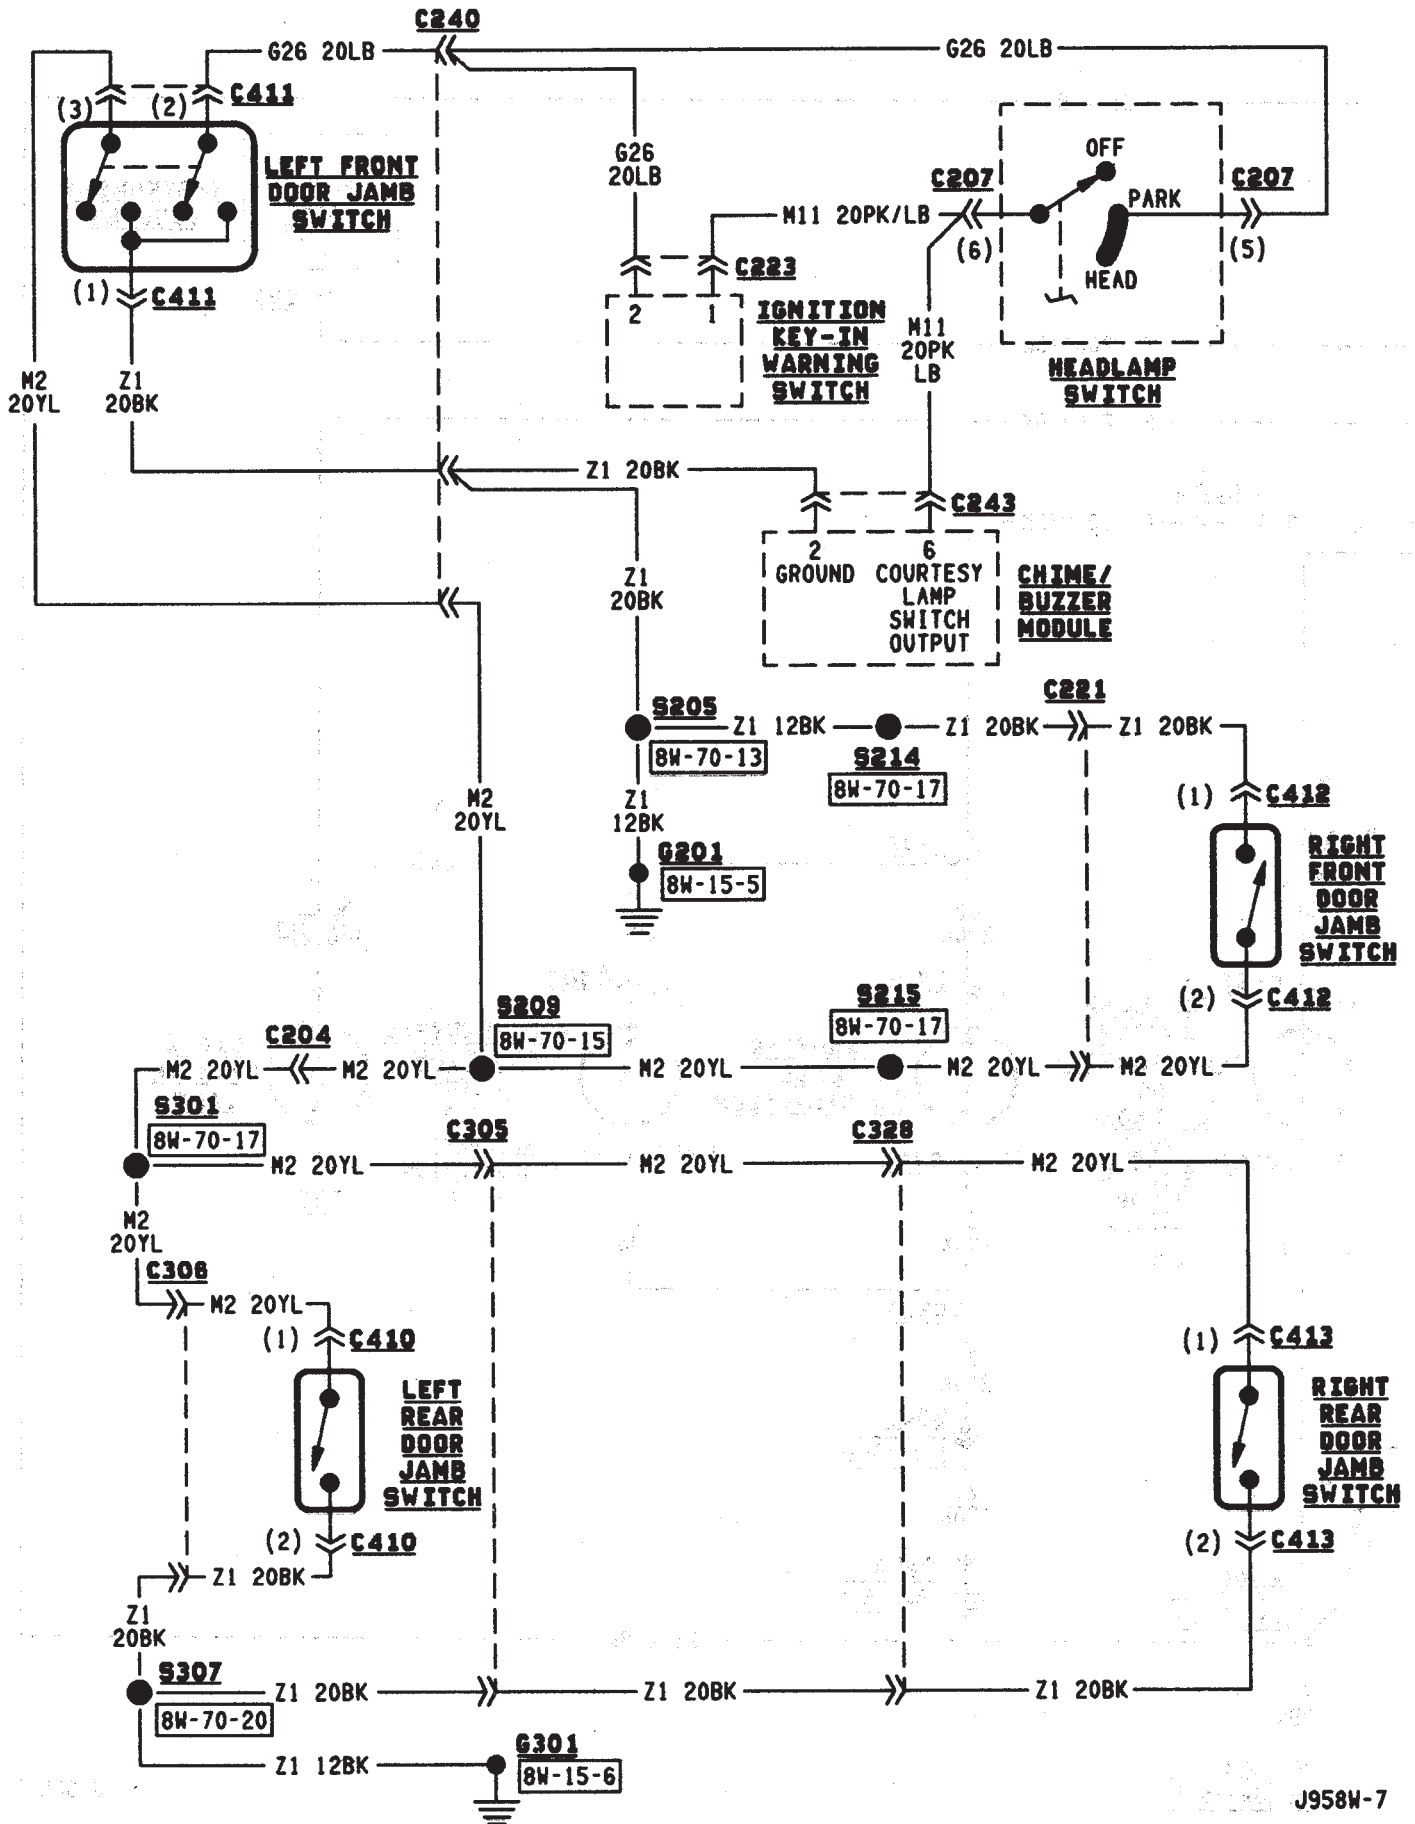 C240
G26 20LB
G26 20LB
(3)
(2)
C411
LEFT FRONT
DOOR JAMB
SWITCH
G26
20LB
OFF
C207
PARK
C207
M11 20PK/LB
(6)
(5)
HEAD
C223
(1)
C411
2
1
IGNITION
KEY-IN
WARNING
SWITCH
M11
20PK
LB
HEADLAMP
SWITCH
M2
20YL
Z1
20BK
Z1 20BK
C243
2
GROUND
6
COURTESY
LAMP
SWITCH
OUTPUT
CHIME/
BUZZER
MODULE
Z1
20BK
C221
S205
Z1 12BK
Z1 20BK
Z1 20BK
8W-70-13
S214
8W-70-17
M2
20YL
Z1
12BK
(1)
C412
G201
8W-15-5
RIGHT
FRONT
DOOR
JAMB
SWITCH
S209
8W-70-15
S215
8W-70-17
(2)
C412
C204
M2 20YL
M2 20YL
M2 20YL
M2 20YL
M2 20YL
S301
8W-70-17
C305
C328
M2 20YL
M2 20YL
M2 20YL
M2
20YL
C308
M2 20YL
(1)
C410
(1)
C413
LEFT
REAR
DOOR
JAMB
SWITCH
RIGHT
REAR
DOOR
JAMB
SWITCH
(2)
C410
(2)
C413
Z1 20BK
Z1
20BK
S307
Z1 20BK
Z1 20BK
Z1 20BK
8W-70-20
G301
Z1 12BK
8W-15-6
J958W-7